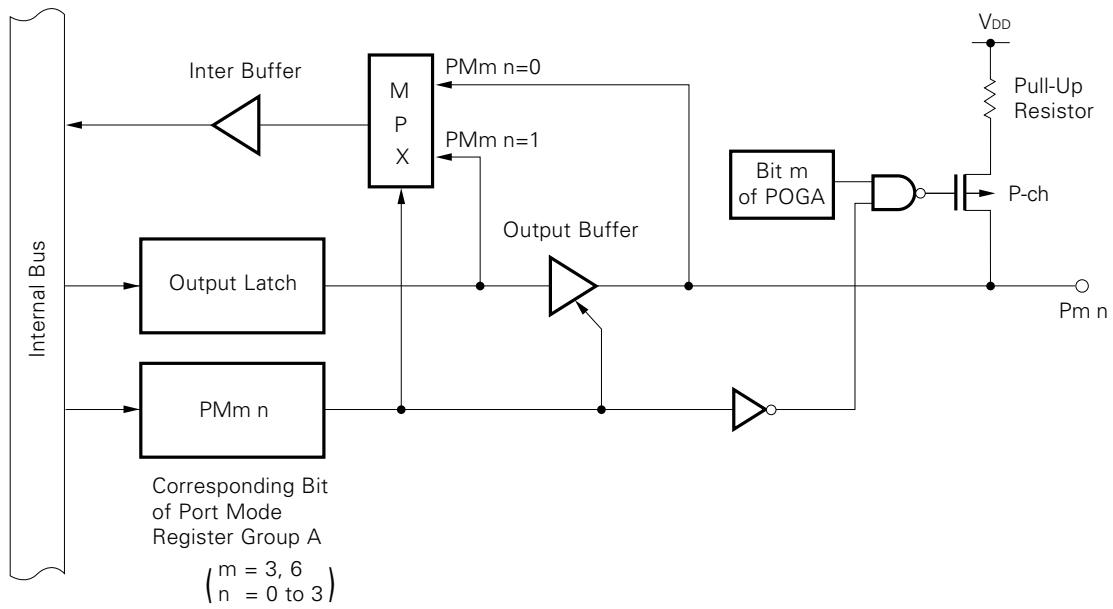 VDD
Inter Buffer
PMm n=0
Pull-Up
Resistor
M
P
X
PMm n=1
Bit m
of POGA
P-ch
Output Buffer
Internal Bus
Output Latch
Pm n
PMm n
Corresponding Bit
of Port Mode
Register Group A
( m = 3, 6
n = 0 to 3 )